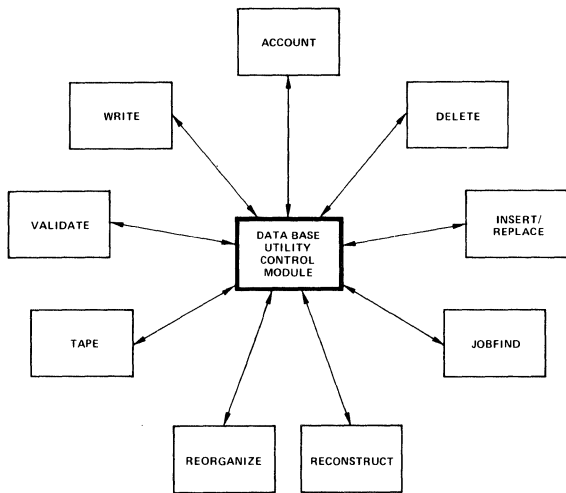 ACCOUNT
WRITE
DELETE
VALIDATE
DATA BASE
UTILITY
CONTROL
MODULE
INSERT/
REPLACE
TAPE
JOBFIND
REORGANIZE
RECONSTRUCT